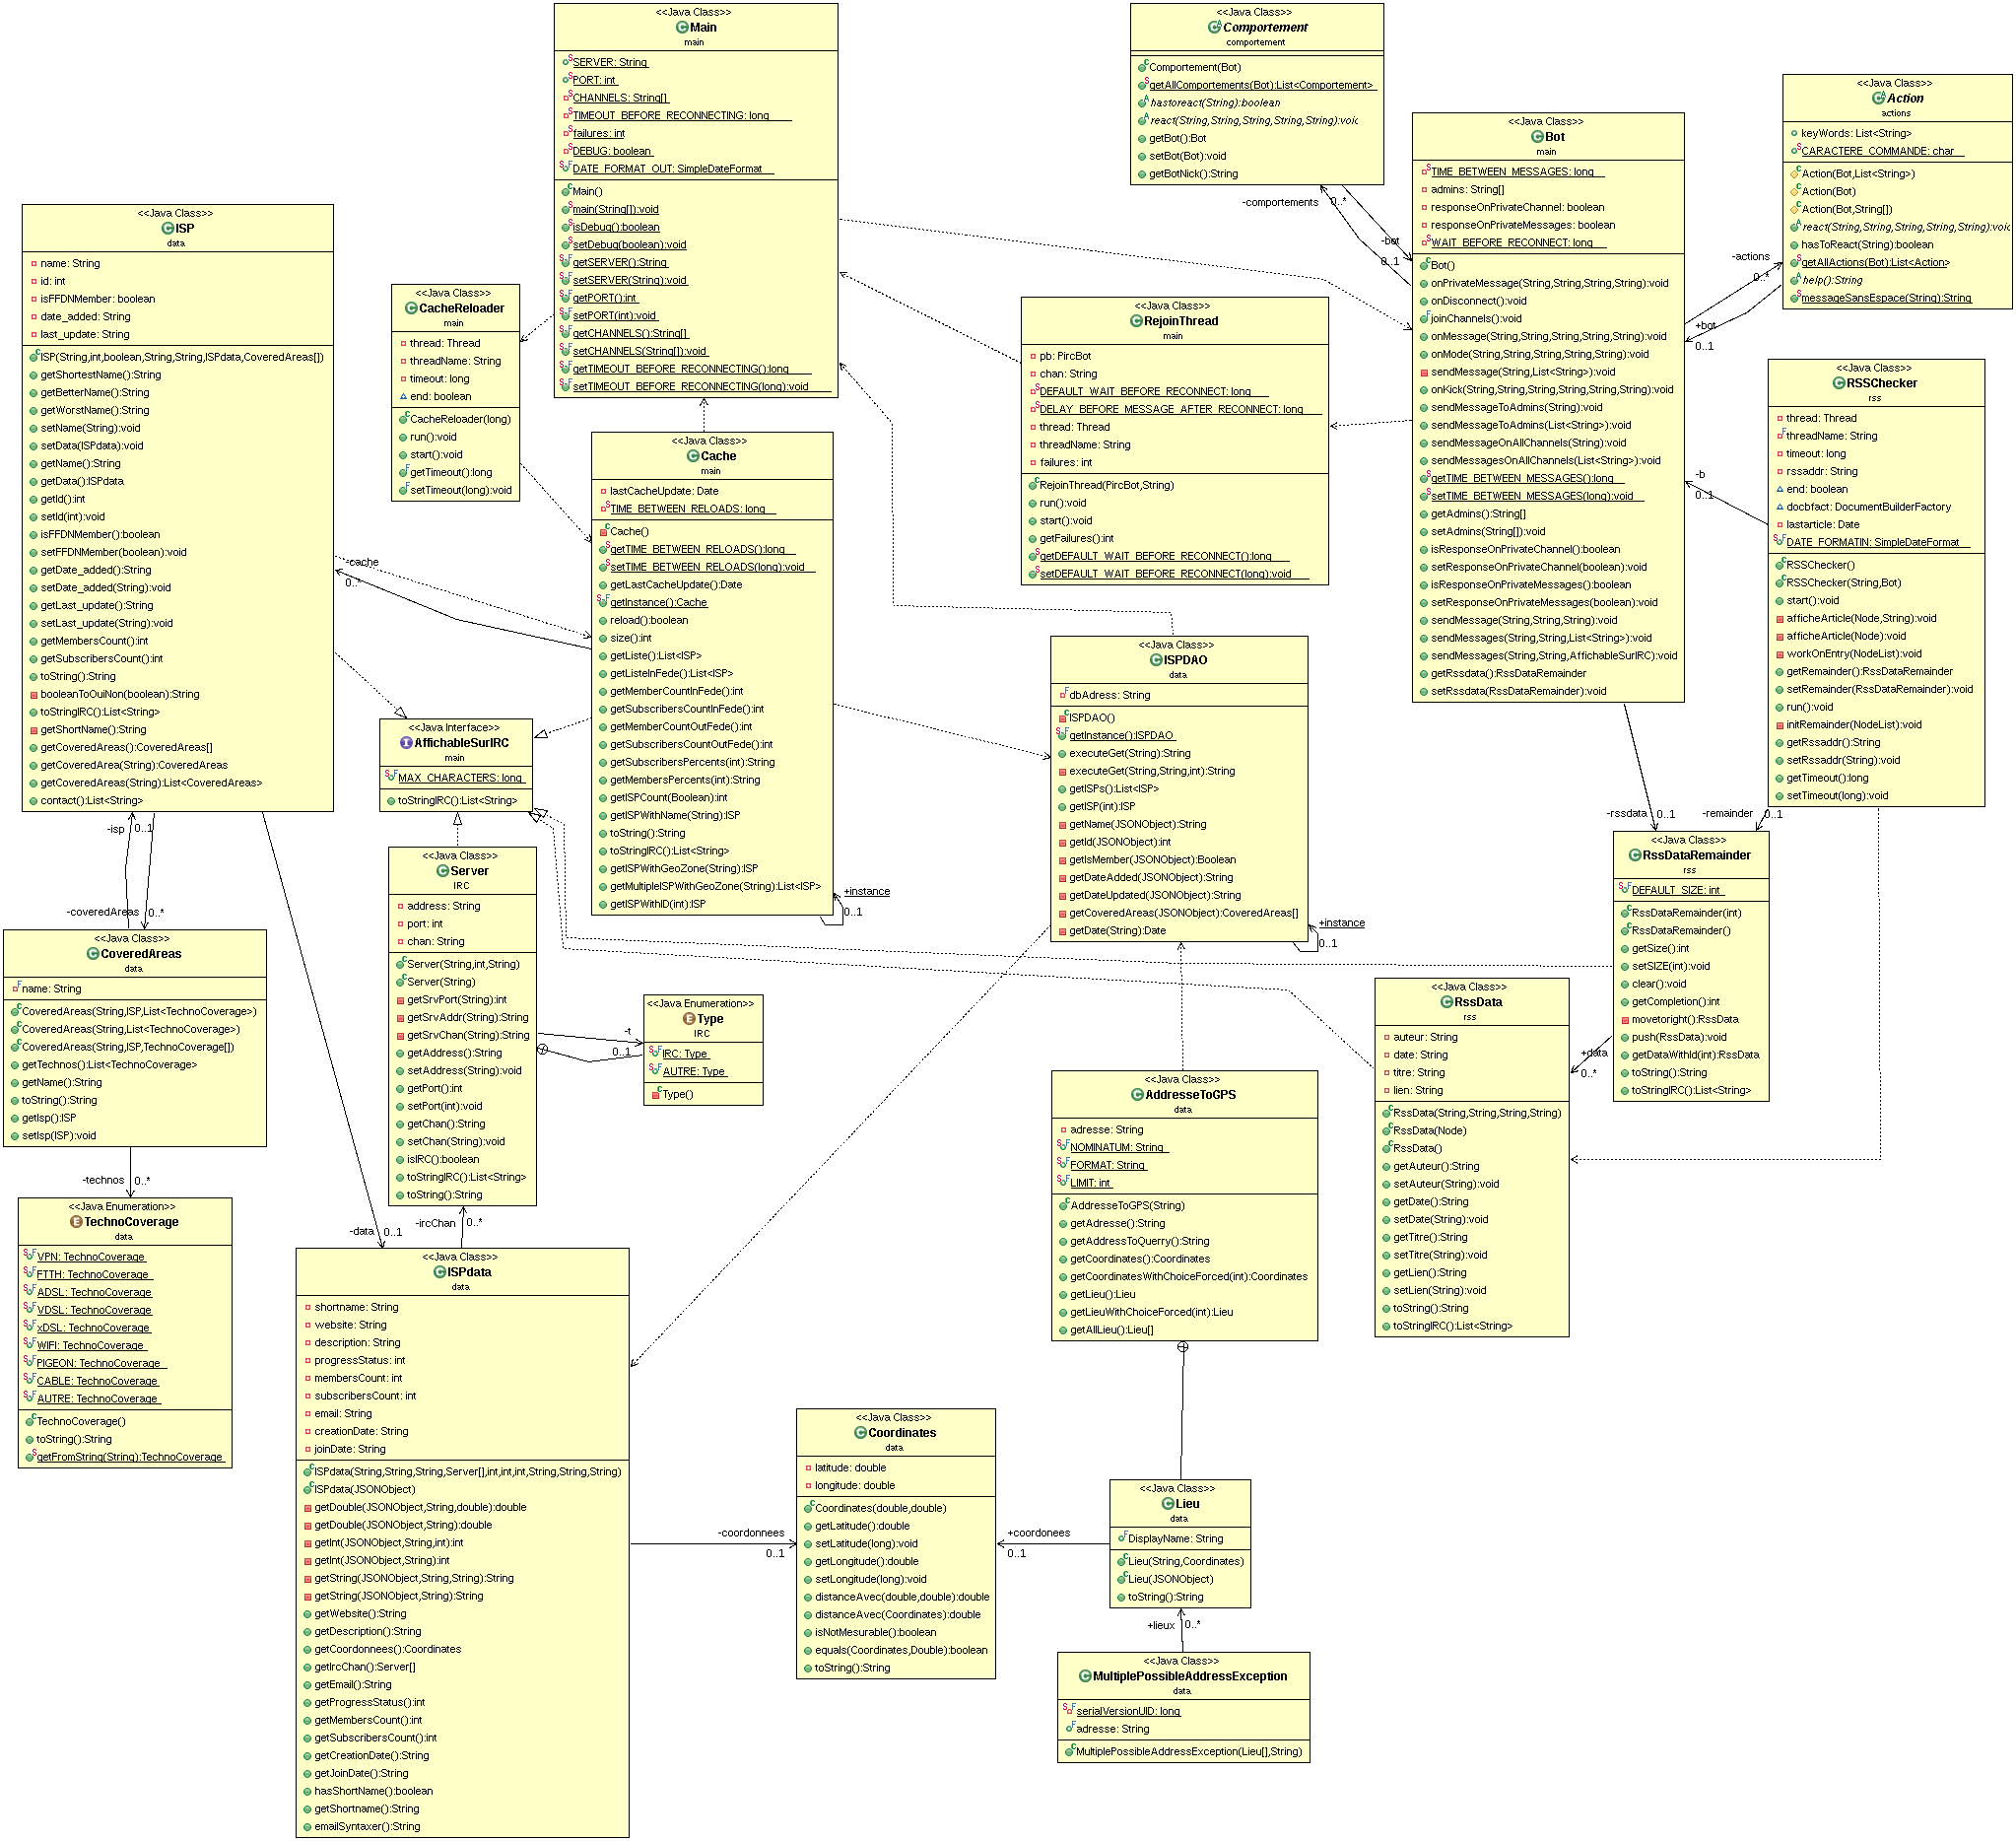 <<Java Class>>
Main
main
SERVER: String
PORT: int
CHANNELS: String[]
TIMEOUT_BEFORE_RECONNECTING: long
failures: int
DEBUG: boolean
DATE_FORMAT_OUT: SimpleDateFormat
Main()
main(String[]):void
isDebug():boolean
setDebug(boolean):void
getSERVER():String
setSERVER(String):void
getPORT():int
setPORT(int):void
getCHANNELS():String[]
setCHANNELS(String[]):void
getTIMEOUT_BEFORE_RECONNECTING():long
setTIMEOUT_BEFORE_RECONNECTING(long):void
<<Java Class>>
Comportement
comportement
Comportement(Bot)
getAllComportements(Bot):List<Comportement>
hastoreact(String):boolean
react(String,String,String,String,String):void
getBot():Bot
setBot(Bot):void
getBotNick():String
-comportements
0..*
-bot
0..1
<<Java Class>>
Bot
main
TIME_BETWEEN_MESSAGES: long
admins: String[]
responseOnPrivateChannel: boolean
responseOnPrivateMessages: boolean
WAIT_BEFORE_RECONNECT: long
Bot()
onPrivateMessage(String,String,String,String):void
onDisconnect():void
joinChannels():void
onMessage(String,String,String,String,String):void
onMode(String,String,String,String,String):void
sendMessage(String,List<String>):void
onKick(String,String,String,String,String,String):void
sendMessageToAdmins(String):void
sendMessageToAdmins(List<String>):void
sendMessageOnAllChannels(String):void
sendMessagesOnAllChannels(List<String>):void
getTIME_BETWEEN_MESSAGES():long
setTIME_BETWEEN_MESSAGES(long):void
getAdmins():String[]
setAdmins(String[]):void
isResponseOnPrivateChannel():boolean
setResponseOnPrivateChannel(boolean):void
isResponseOnPrivateMessages():boolean
setResponseOnPrivateMessages(boolean):void
sendMessage(String,String,String):void
sendMessages(String,String,List<String>):void
sendMessages(String,String,AffichableSurIRC):void
getRssdata():RssDataRemainder
setRssdata(RssDataRemainder):void
<<Java Class>>
Action
actions
keyWords: List<String>
CARACTERE_COMMANDE: char
Action(Bot,List<String>)
Action(Bot)
Action(Bot,String[])
react(String,String,String,String,String):void
hasToReact(String):boolean
getAllActions(Bot):List<Action>
help():String
messageSansEspace(String):String
-actions
0..*
+bot
0..1
<<Java Class>>
ISP
data
name: String
id: int
isFFDNMember: boolean
date_added: String
last_update: String
ISP(String,int,boolean,String,String,ISPdata,CoveredAreas[])
getShortestName():String
getBetterName():String
getWorstName():String
setName(String):void
setData(ISPdata):void
getName():String
getData():ISPdata
getId():int
setId(int):void
isFFDNMember():boolean
setFFDNMember(boolean):void
getDate_added():String
setDate_added(String):void
getLast_update():String
setLast_update(String):void
getMembersCount():int
getSubscribersCount():int
toString():String
booleanToOuiNon(boolean):String
toStringIRC():List<String>
getShortName():String
getCoveredAreas():CoveredAreas[]
getCoveredArea(String):CoveredAreas
getCoveredAreas(String):List<CoveredAreas>
contact():List<String>
<<Java Class>>
CacheReloader
main
thread: Thread
threadName: String
timeout: long
end: boolean
CacheReloader(long)
run():void
start():void
getTimeout():long
setTimeout(long):void
<<Java Class>>
RejoinThread
main
pb: PircBot
chan: String
DEFAULT_WAIT_BEFORE_RECONNECT: long
DELAY_BEFORE_MESSAGE_AFTER_RECONNECT: long
thread: Thread
threadName: String
failures: int
RejoinThread(PircBot,String)
run():void
start():void
getFailures():int
getDEFAULT_WAIT_BEFORE_RECONNECT():long
setDEFAULT_WAIT_BEFORE_RECONNECT(long):void
<<Java Class>>
RSSChecker
rss
thread: Thread
threadName: String
timeout: long
rssaddr: String
end: boolean
docbfact: DocumentBuilderFactory
lastarticle: Date
DATE_FORMATIN: SimpleDateFormat
RSSChecker()
RSSChecker(String,Bot)
start():void
afficheArticle(Node,String):void
afficheArticle(Node):void
workOnEntry(NodeList):void
getRemainder():RssDataRemainder
setRemainder(RssDataRemainder):void
run():void
initRemainder(NodeList):void
getRssaddr():String
setRssaddr(String):void
getTimeout():long
setTimeout(long):void
-b
0..1
<<Java Class>>
Cache
main
lastCacheUpdate: Date
TIME_BETWEEN_RELOADS: long
Cache()
getTIME_BETWEEN_RELOADS():long
setTIME_BETWEEN_RELOADS(long):void
getLastCacheUpdate():Date
getInstance():Cache
reload():boolean
size():int
getListe():List<ISP>
getListeInFede():List<ISP>
getMemberCountInFede():int
getSubscribersCountInFede():int
getMemberCountOutFede():int
getSubscribersCountOutFede():int
getSubscribersPercents(int):String
getMembersPercents(int):String
getISPCount(Boolean):int
getISPWithName(String):ISP
toString():String
toStringIRC():List<String>
getISPWithGeoZone(String):ISP
getMultipleISPWithGeoZone(String):List<ISP>
getISPWithID(int):ISP
-cache
0..*
+instance
0..1
<<Java Class>>
ISPDAO
data
dbAdress: String
ISPDAO()
getInstance():ISPDAO
executeGet(String):String
executeGet(String,String,int):String
getISPs():List<ISP>
getISP(int):ISP
getName(JSONObject):String
getId(JSONObject):int
getIsMember(JSONObject):Boolean
getDateAdded(JSONObject):String
getDateUpdated(JSONObject):String
getCoveredAreas(JSONObject):CoveredAreas[]
getDate(String):Date
+instance
0..1
<<Java Interface>>
AffichableSurIRC
main
MAX_CHARACTERS: long
toStringIRC():List<String>
-rssdata
0..1
-remainder
0..1
<<Java Class>>
RssDataRemainder
rss
DEFAULT_SIZE: int
RssDataRemainder(int)
RssDataRemainder()
getSize():int
setSIZE(int):void
clear():void
getCompletion():int
movetoright():RssData
push(RssData):void
getDataWithId(int):RssData
toString():String
toStringIRC():List<String>
+data
0..*
-isp
0..1
-coveredAreas
0..*
<<Java Class>>
Server
IRC
address: String
port: int
chan: String
Server(String,int,String)
Server(String)
getSrvPort(String):int
getSrvAddr(String):String
getSrvChan(String):String
getAddress():String
setAddress(String):void
getPort():int
setPort(int):void
getChan():String
setChan(String):void
isIRC():boolean
toStringIRC():List<String>
toString():String
-t
0..1
<<Java Enumeration>>
Type
IRC
IRC: Type
AUTRE: Type
Type()
<<Java Class>>
CoveredAreas
data
name: String
CoveredAreas(String,ISP,List<TechnoCoverage>)
CoveredAreas(String,List<TechnoCoverage>)
CoveredAreas(String,ISP,TechnoCoverage[])
getTechnos():List<TechnoCoverage>
getName():String
toString():String
getIsp():ISP
setIsp(ISP):void
-technos
0..*
<<Java Enumeration>>
TechnoCoverage
data
VPN: TechnoCoverage
FTTH: TechnoCoverage
ADSL: TechnoCoverage
VDSL: TechnoCoverage
xDSL: TechnoCoverage
WIFI: TechnoCoverage
PIGEON: TechnoCoverage
CABLE: TechnoCoverage
AUTRE: TechnoCoverage
TechnoCoverage()
toString():String
getFromString(String):TechnoCoverage
<<Java Class>>
RssData
rss
auteur: String
date: String
titre: String
lien: String
RssData(String,String,String,String)
RssData(Node)
RssData()
getAuteur():String
setAuteur(String):void
getDate():String
setDate(String):void
getTitre():String
setTitre(String):void
getLien():String
setLien(String):void
toString():String
toStringIRC():List<String>
<<Java Class>>
AddresseToGPS
data
adresse: String
NOMINATUM: String
FORMAT: String
LIMIT: int
AddresseToGPS(String)
getAdresse():String
getAddressToQuerry():String
getCoordinates():Coordinates
getCoordinatesWithChoiceForced(int):Coordinates
getLieu():Lieu
getLieuWithChoiceForced(int):Lieu
getAllLieu():Lieu[]
-data
0..1
-ircChan
0..*
<<Java Class>>
ISPdata
data
shortname: String
website: String
description: String
progressStatus: int
membersCount: int
subscribersCount: int
email: String
creationDate: String
joinDate: String
ISPdata(String,String,String,Server[],int,int,int,String,String,String)
ISPdata(JSONObject)
getDouble(JSONObject,String,double):double
getDouble(JSONObject,String):double
getInt(JSONObject,String,int):int
getInt(JSONObject,String):int
getString(JSONObject,String,String):String
getString(JSONObject,String):String
getWebsite():String
getDescription():String
getCoordonnees():Coordinates
getIrcChan():Server[]
getEmail():String
getProgressStatus():int
getMembersCount():int
getSubscribersCount():int
getCreationDate():String
getJoinDate():String
hasShortName():boolean
getShortname():String
emailSyntaxer():String
-coordonnees
0..1
<<Java Class>>
Coordinates
data
latitude: double
longitude: double
Coordinates(double,double)
getLatitude():double
setLatitude(long):void
getLongitude():double
setLongitude(long):void
distanceAvec(double,double):double
distanceAvec(Coordinates):double
isNotMesurable():boolean
equals(Coordinates,Double):boolean
toString():String
+coordonees
0..1
<<Java Class>>
Lieu
data
DisplayName: String
Lieu(String,Coordinates)
Lieu(JSONObject)
toString():String
+lieux
0..*
<<Java Class>>
MultiplePossibleAddressException
data
serialVersionUID: long
adresse: String
MultiplePossibleAddressException(Lieu[],String)